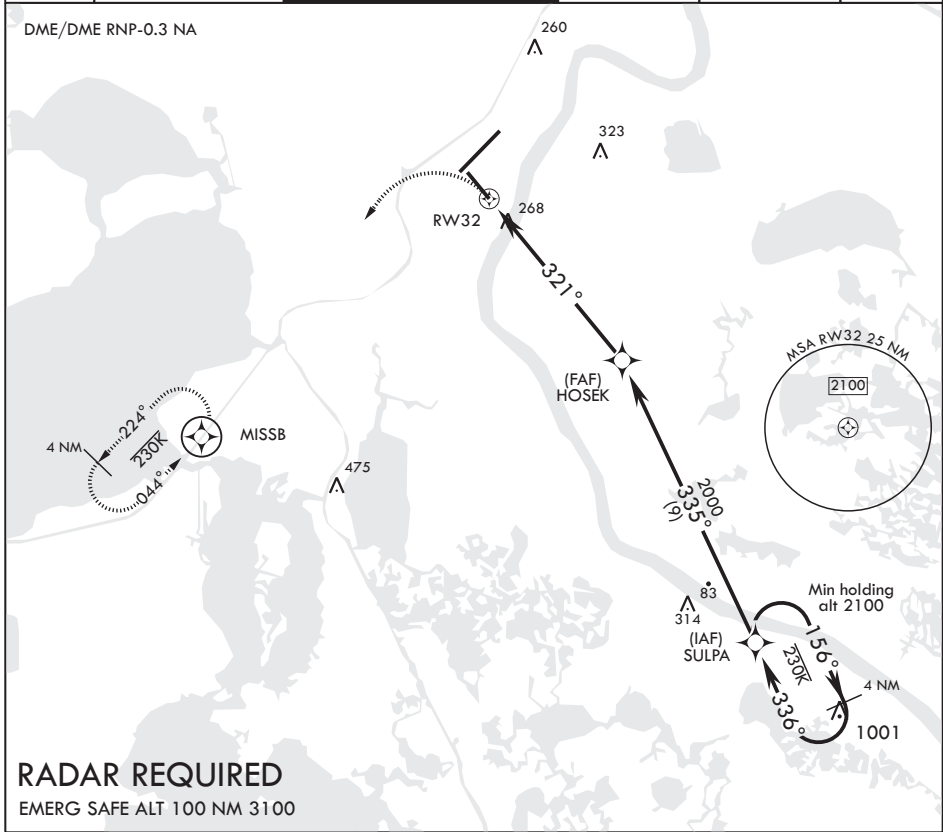 DME/DME RNP-0.3 NA
260
323
RW32
268
321°
(FAF)
HOSEK
MSA RW32 25 NM
2100
MISSB
4 NM
224°
230K
044°
475
2000
335°
(9)
83
314
(IAF)
SULPA
Min holding
alt 2100
156°
230K
336°
4 NM
1001
RADAR REQUIRED
EMERG SAFE ALT 100 NM 3100